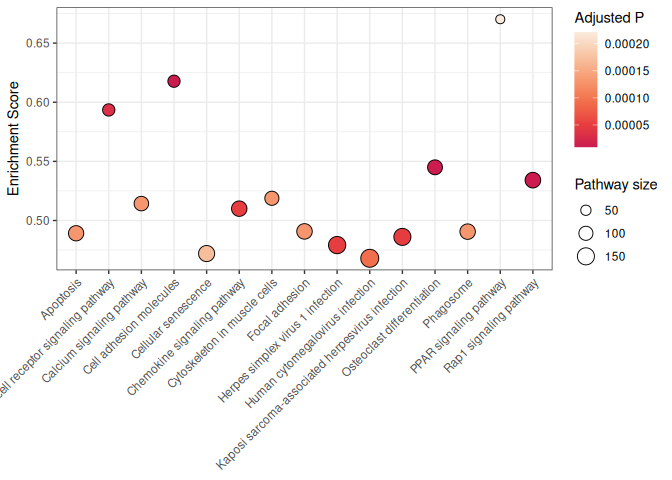 Enrichment Score
0.65
0.60
0.55
0.50
Apoptosis
cell receptor signaling pathway
Calcium signaling pathway
Cell adhesion molecules
Cellular senescence
Chemokine signaling pathway
Cytoskeleton in muscle cells
Focal adhesion
Herpes simplex virus 1 infection
Human cytomegalovirus infection
Kaposi sarcoma-associated herpesvirus infection
Osteoclast differentiation
Phagosome
PPAR signaling pathway
Rap1 signaling pathway
Adjusted P
0.00020
0.00015
0.00010
0.00005
Pathway size
50
100
150